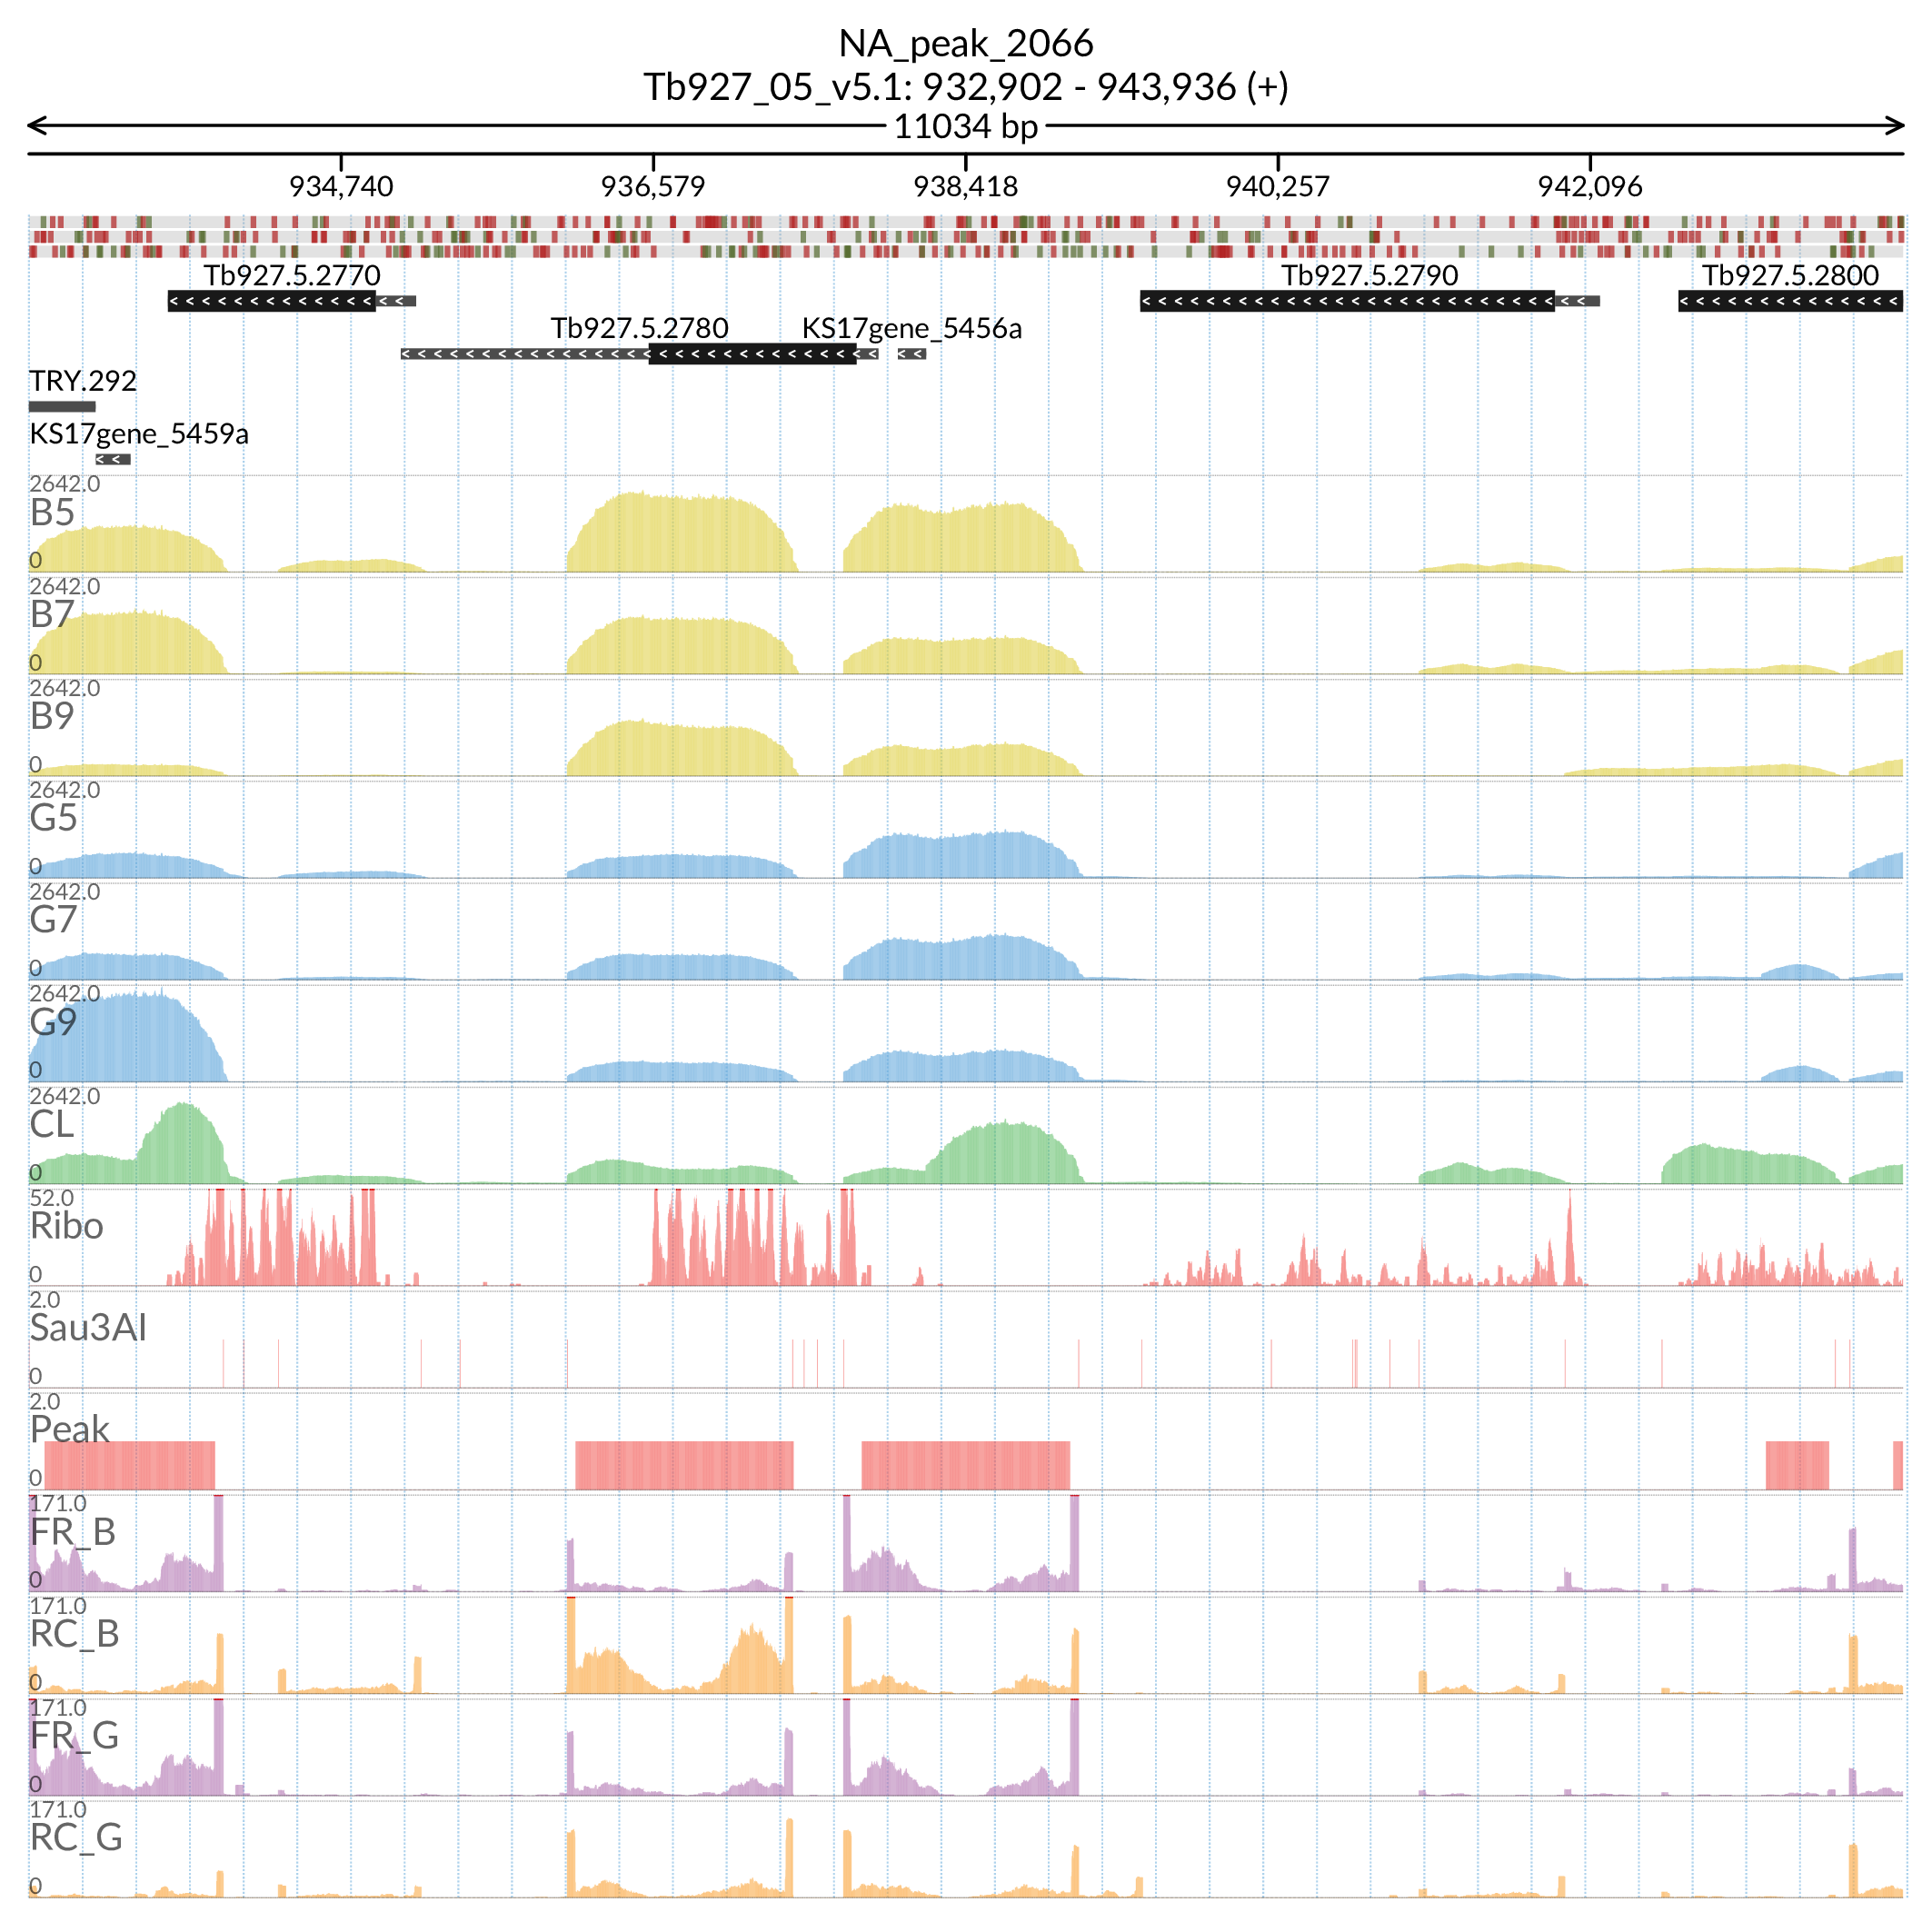 NA_peak_2066
Tb927_05_v5.1: 932,902 - 943,936 (+)
11034 bp
934,740 936,579 938,418 940,257 942,096
Tb927.5.2770 Tb927.5.2790 Tb927.5.2800
Tb927.5.2780 KS17gene_5456a
TRY.292
KS17gene_5459a
2642.0
B5
0
2642.0
B7
0
2642.0
B9
0
2642.0
G5
0
2642.0
G7
0
2642.0
G9
0
2642.0
CL
0
52.0
Ribo
0
2.0
Sau3AI
0
2.0
Peak
0
171.0
FR_B
0
171.0
RC_B
0
171.0
FR_G
0
171.0
RC_G
0